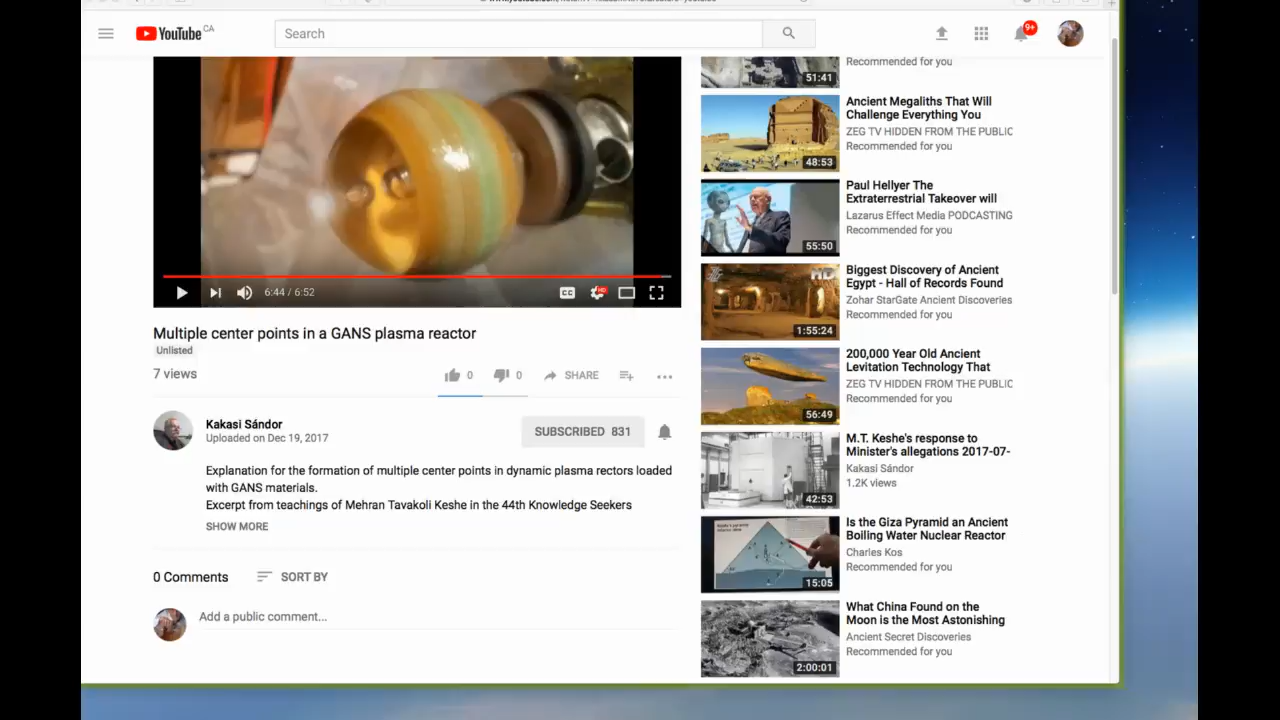 YouTube CA
Search
9+
6:44 / 6:52
CC
HD
Multiple center points in a GANS plasma reactor
Unlisted
7 views
0
0
SHARE
Kakasi Sándor
Uploaded on Dec 19, 2017
SUBSCRIBED 831
Explanation for the formation of multiple center points in dynamic plasma rectors loaded
with GANS materials.
Excerpt from teachings of Mehran Tavakoli Keshe in the 44th Knowledge Seekers
SHOW MORE
0 Comments
SORT BY
Add a public comment...
51:41
Recommended for you
48:53
Ancient Megaliths That Will
Challenge Everything You
ZEG TV HIDDEN FROM THE PUBLIC
Recommended for you
55:50
Paul Hellyer The
Extraterrestrial Takeover will
Lazarus Effect Media PODCASTING
Recommended for you
HD
1:55:24
Biggest Discovery of Ancient
Egypt - Hall of Records Found
Zohar StarGate Ancient Discoveries
Recommended for you
56:49
200,000 Year Old Ancient
Levitation Technology That
ZEG TV HIDDEN FROM THE PUBLIC
Recommended for you
42:53
M.T. Keshe's response to
Minister's allegations 2017-07-
Kakasi Sándor
1.2K views
15:05
Is the Giza Pyramid an Ancient
Boiling Water Nuclear Reactor
Charles Kos
Recommended for you
2:00:01
What China Found on the
Moon is the Most Astonishing
Ancient Secret Discoveries
Recommended for you